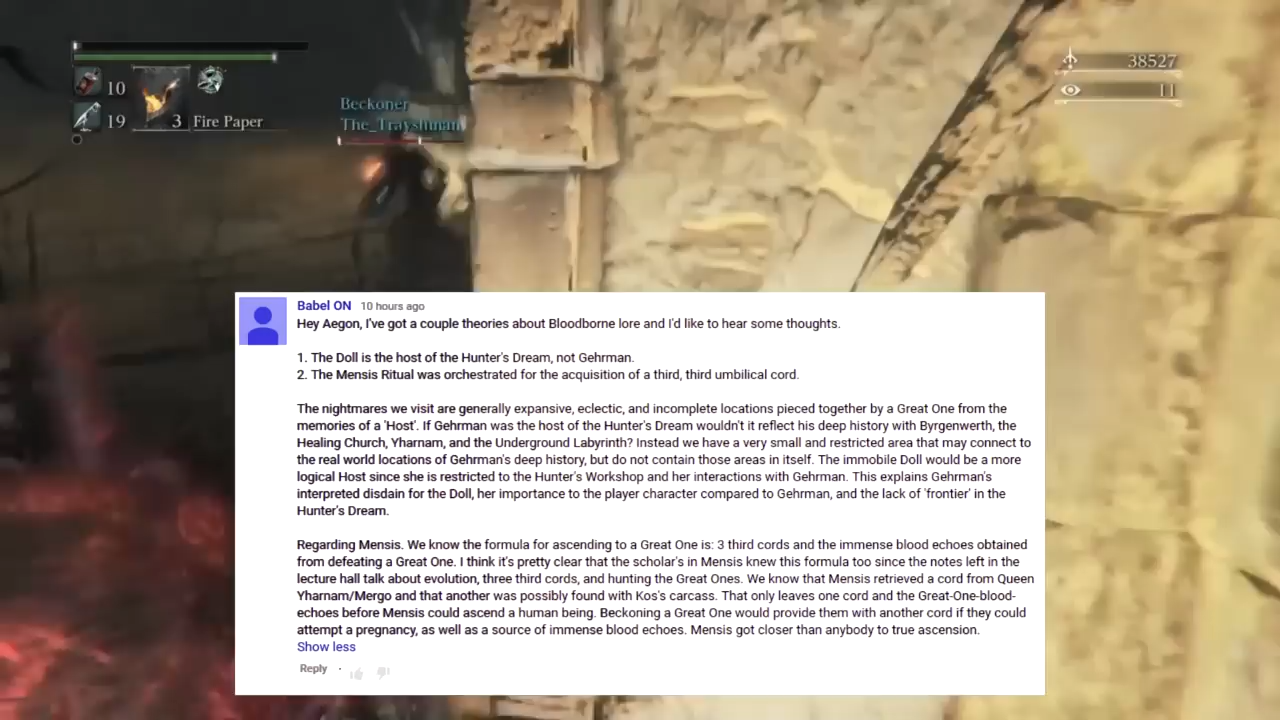 38527
10
11
Beckoner
19
3 Fire Paper
The_Trayshman
Babel ON 10 hours ago
Hey Aegon, I've got a couple theories about Bloodborne lore and I'd like to hear some thoughts.
1. The Doll is the host of the Hunter's Dream, not Gehrman.
2. The Mensis Ritual was orchestrated for the acquisition of a third, third umbilical cord.
The nightmares we visit are generally expansive, eclectic, and incomplete locations pieced together by a Great One from the
memories of a 'Host'. If Gehrman was the host of the Hunter's Dream wouldn't it reflect his deep history with Byrgenwerth, the
Healing Church, Yharnam, and the Underground Labyrinth? Instead we have a very small and restricted area that may connect to
the real world locations of Gehrman's deep history, but do not contain those areas in itself. The immobile Doll would be a more
logical Host since she is restricted to the Hunter's Workshop and her interactions with Gehrman. This explains Gehrman's
interpreted disdain for the Doll, her importance to the player character compared to Gehrman, and the lack of 'frontier' in the
Hunter's Dream.
Regarding Mensis. We know the formula for ascending to a Great One is: 3 third cords and the immense blood echoes obtained
from defeating a Great One. I think it's pretty clear that the scholar's in Mensis knew this formula too since the notes left in the
lecture hall talk about evolution, three third cords, and hunting the Great Ones. We know that Mensis retrieved a cord from Queen
Yharnam/Mergo and that another was possibly found with Kos's carcass. That only leaves one cord and the Great-One-blood-
echoes before Mensis could ascend a human being. Beckoning a Great One would provide them with another cord if they could
attempt a pregnancy, as well as a source of immense blood echoes. Mensis got closer than anybody to true ascension.
Show less
Reply ·